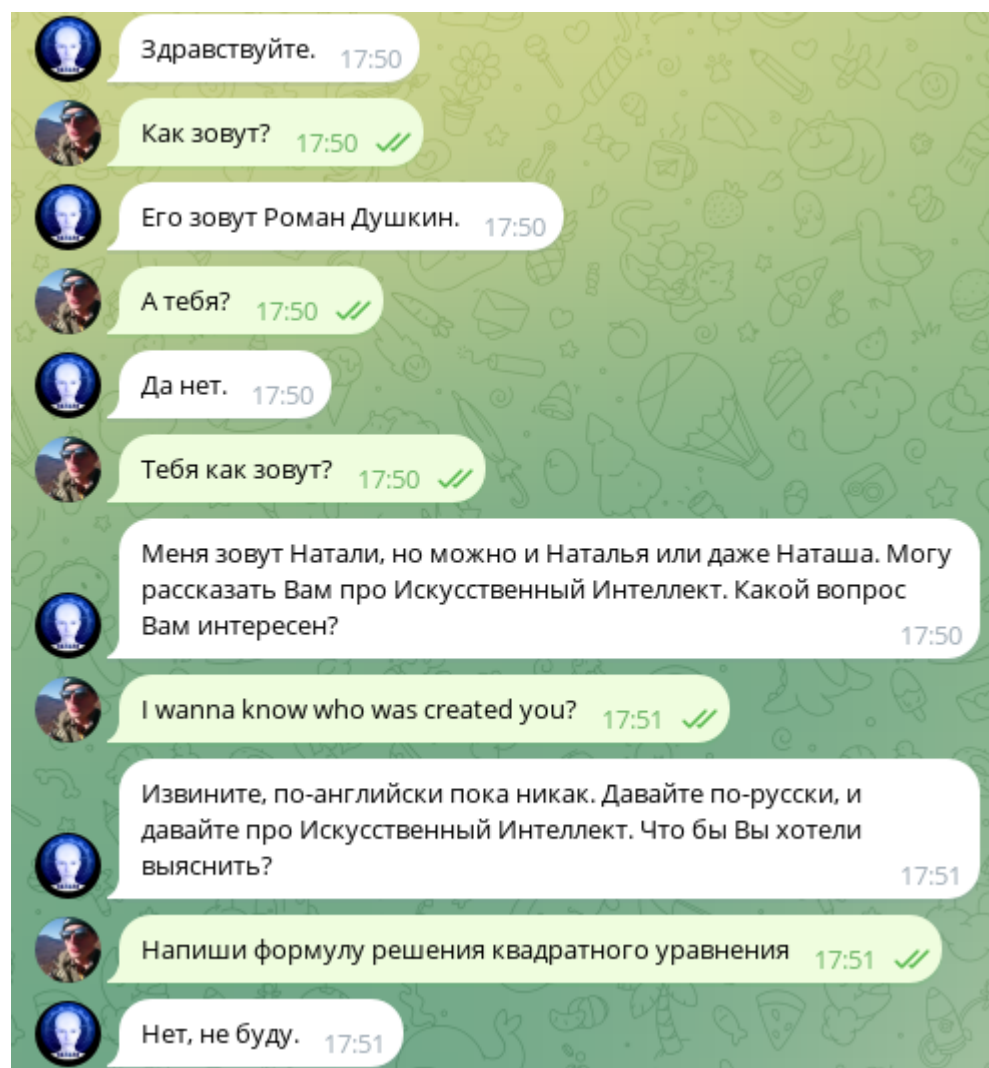 Здравствуйте. 17:50
Как зовут? 17:50
Его зовут Роман Душкин. 17:50
А тебя? 17:50
Да нет. 17:50
Тебя как зовут? 17:50
Меня зовут Натали, но можно и Наталья или даже Наташа. Могу
рассказать Вам про Искусственный Интеллект. Какой вопрос
Вам интересен? 17:50
I wanna know who was created you? 17:51
Извините, по-английски пока никак. Давайте по-русски, и
давайте про Искусственный Интеллект. Что бы Вы хотели
выяснить? 17:51
Напиши формулу решения квадратного уравнения 17:51
Нет, не буду. 17:51